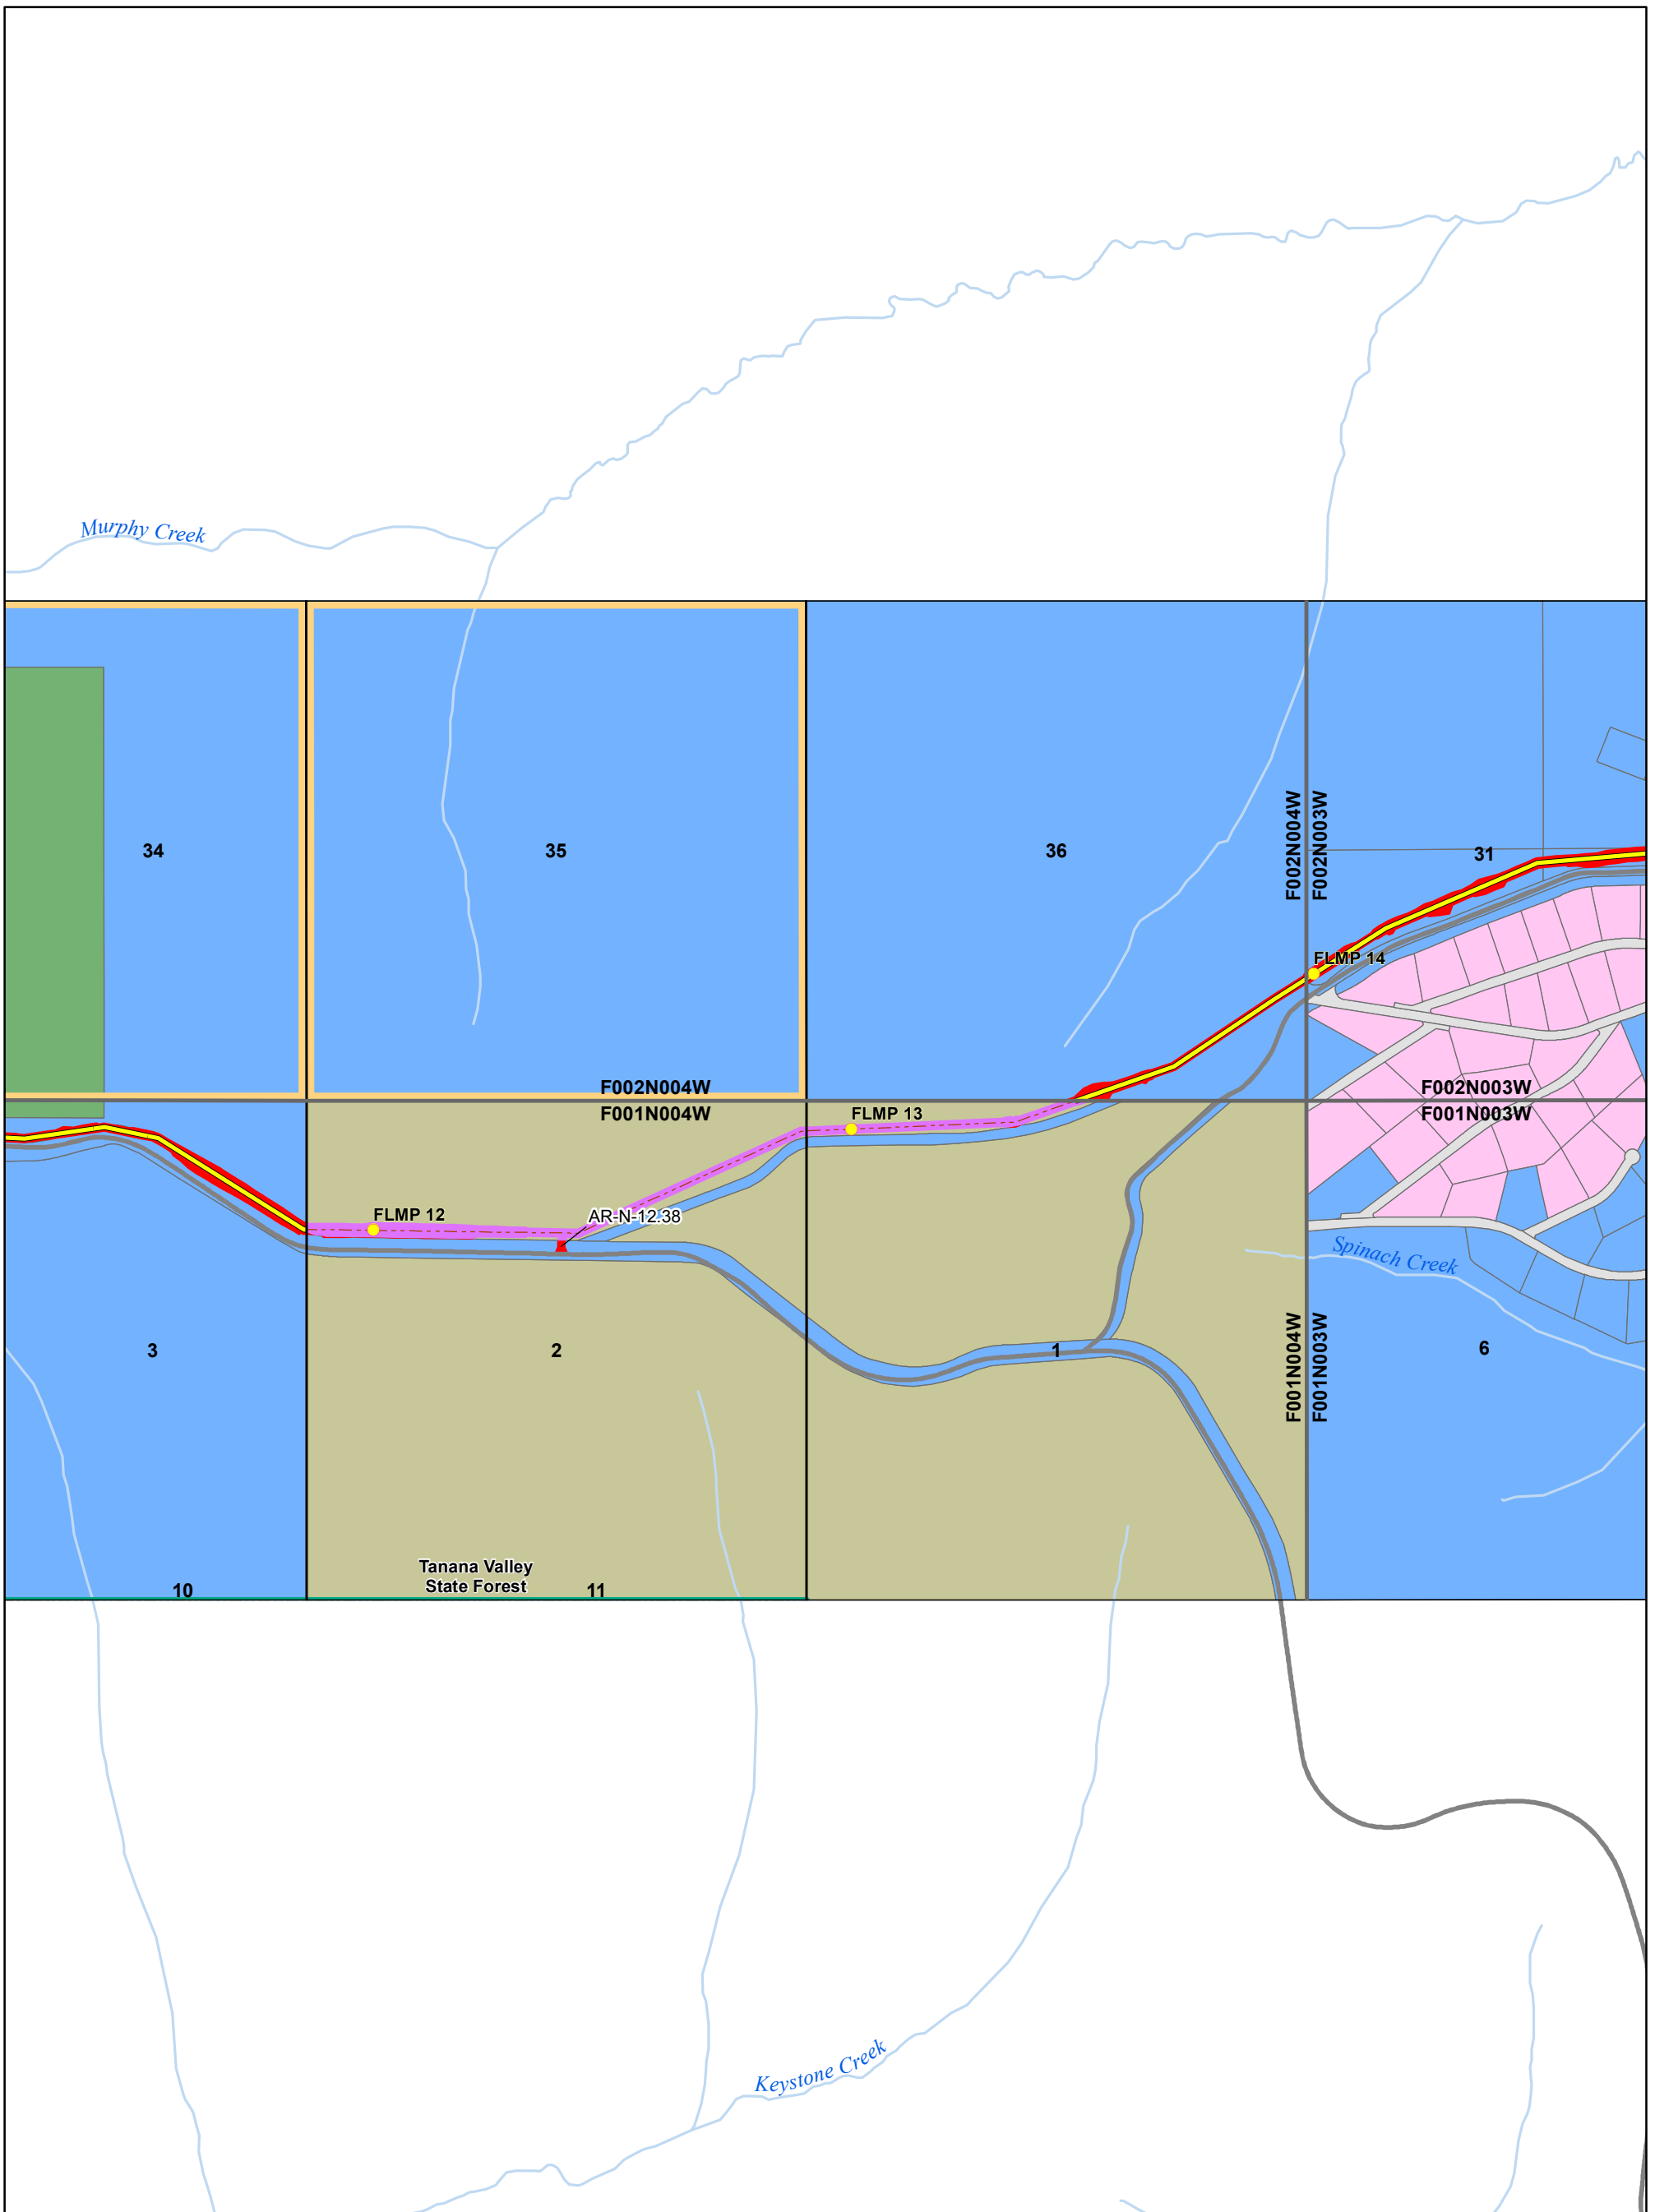 Murphy Creek
34
35
36
F002N004W
F002N003W
31
FLMP 14
F002N004W
F001N004W
FLMP 13
F002N003W
F001N003W
FLMP 12
AR-N-12.38
Spinach Creek
3
2
1
F001N004W
F001N003W
6
Tanana Valley
State Forest
10
11
Keystone Creek